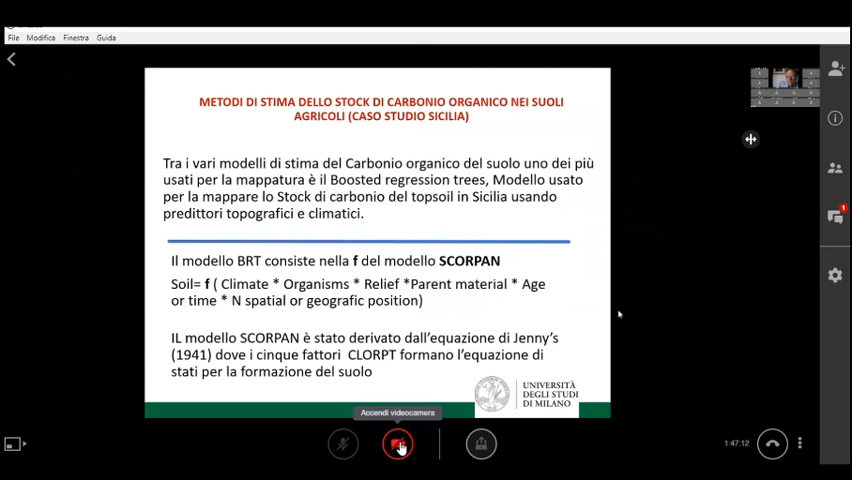 File Modifica Finestra Guida
METODI DI STIMA DELLO STOCK DI CARBONIO ORGANICO NEI SUOLI
AGRICOLI (CASO STUDIO SICILIA)
Tra i vari modelli di stima del Carbonio organico del suolo uno dei più
usati per la mappatura è il Boosted regression trees, Modello usato
per la mappare lo Stock di carbonio del topsoil in Sicilia usando
predittori topografici e climatici.
Il modello BRT consiste nella f del modello SCORPAN
Soil= f ( Climate * Organisms * Relief *Parent material * Age
or time * N spatial or geografic position)
IL modello SCORPAN è stato derivato dall'equazione di Jenny's
(1941) dove i cinque fattori CLORPT formano l'equazione di
stati per la formazione del suolo
UNIVERSITÀ
DEGLI STUDI
DI MILANO
Accendi videocamera
1:47:12
1